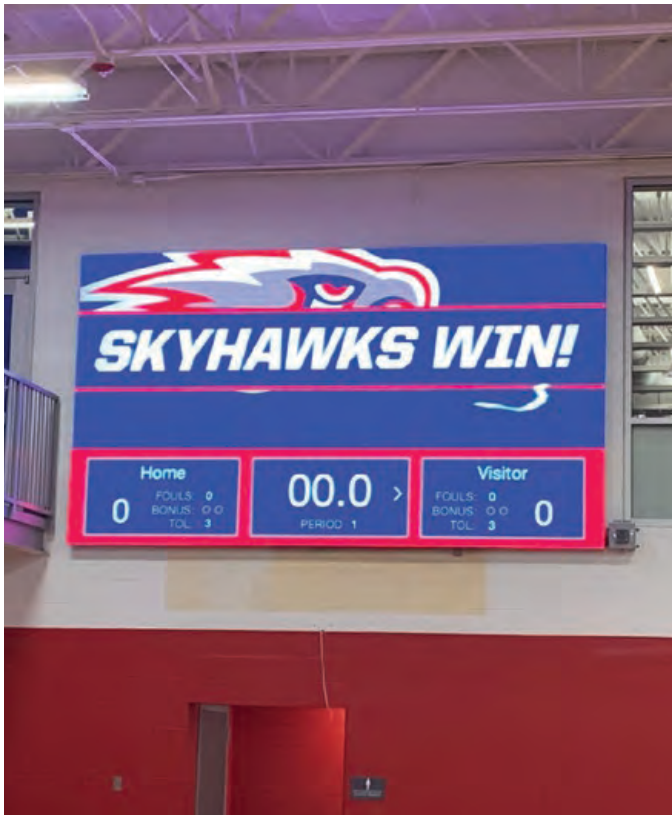 SKYHAWKS WIN!
Home
0
FOULS: 0
BONUS:
TOL: 3
00.0 >
PERIOD 1
Visitor
FOULS: 0
BONUS:
TOL: 3
0